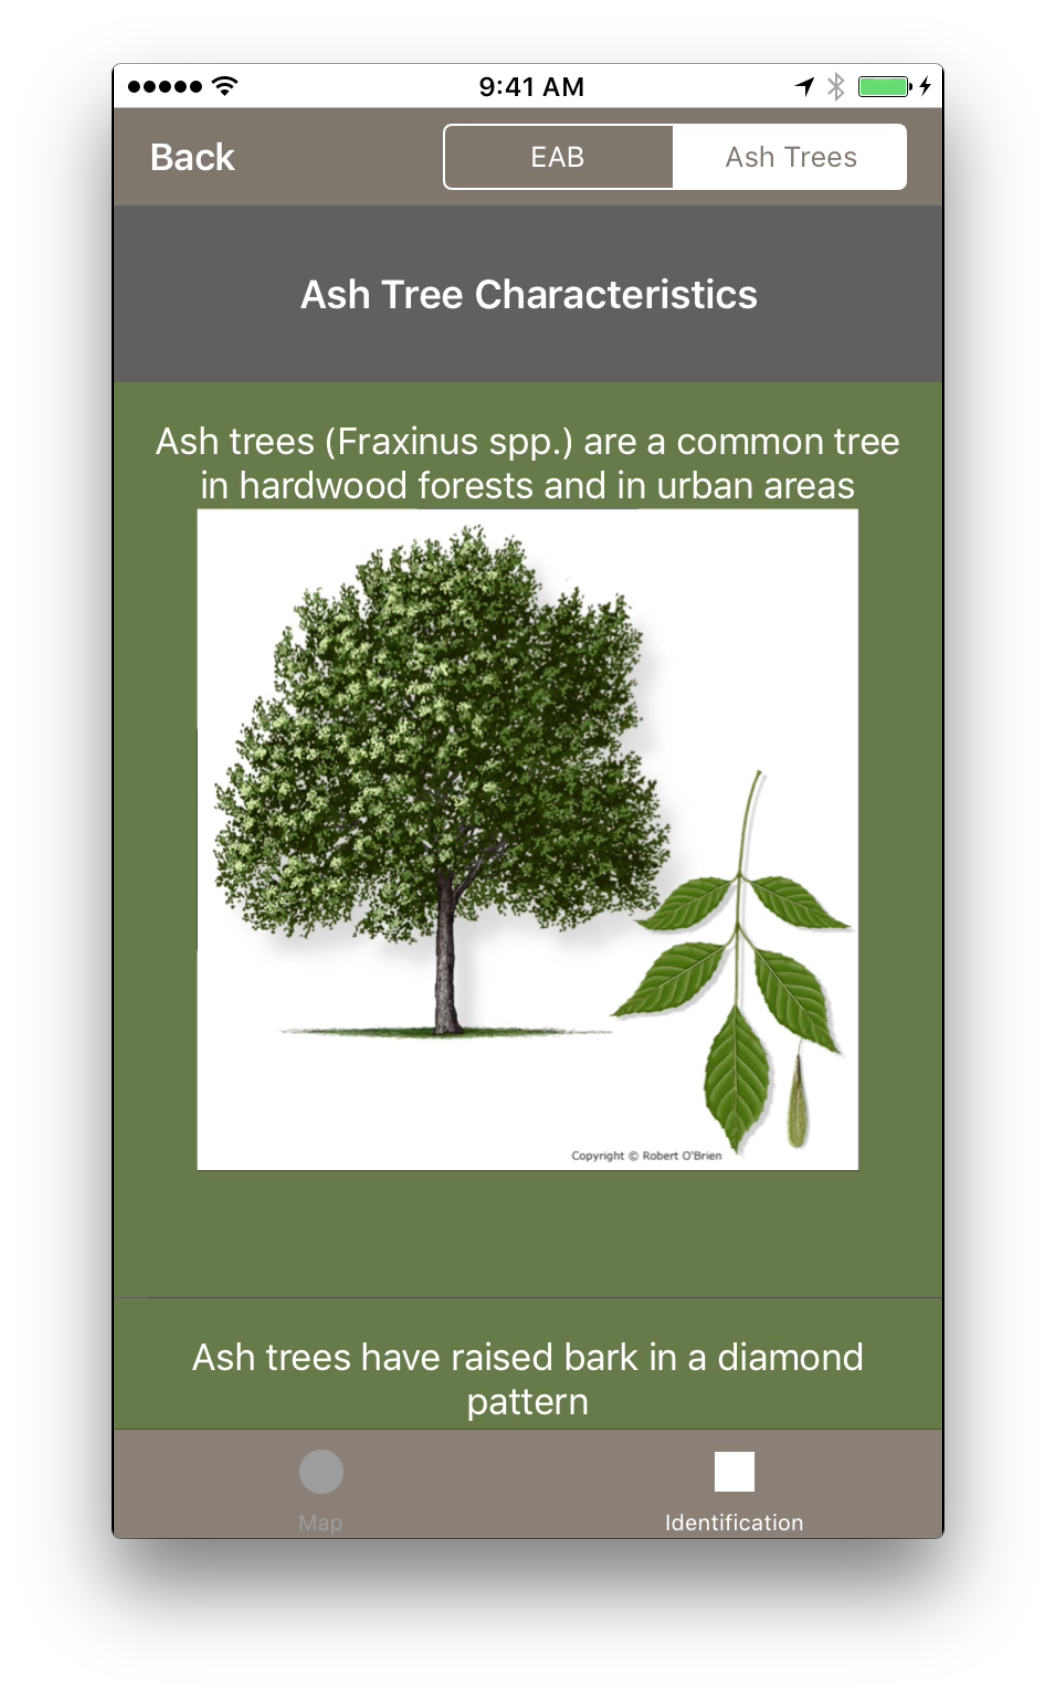 9:41 AM
Back
EAB
Ash Trees
Ash Tree Characteristics
Ash trees (Fraxinus spp.) are a common tree
in hardwood forests and in urban areas
Copyright © Robert O'Brien
Ash trees have raised bark in a diamond
pattern
Map
Identification